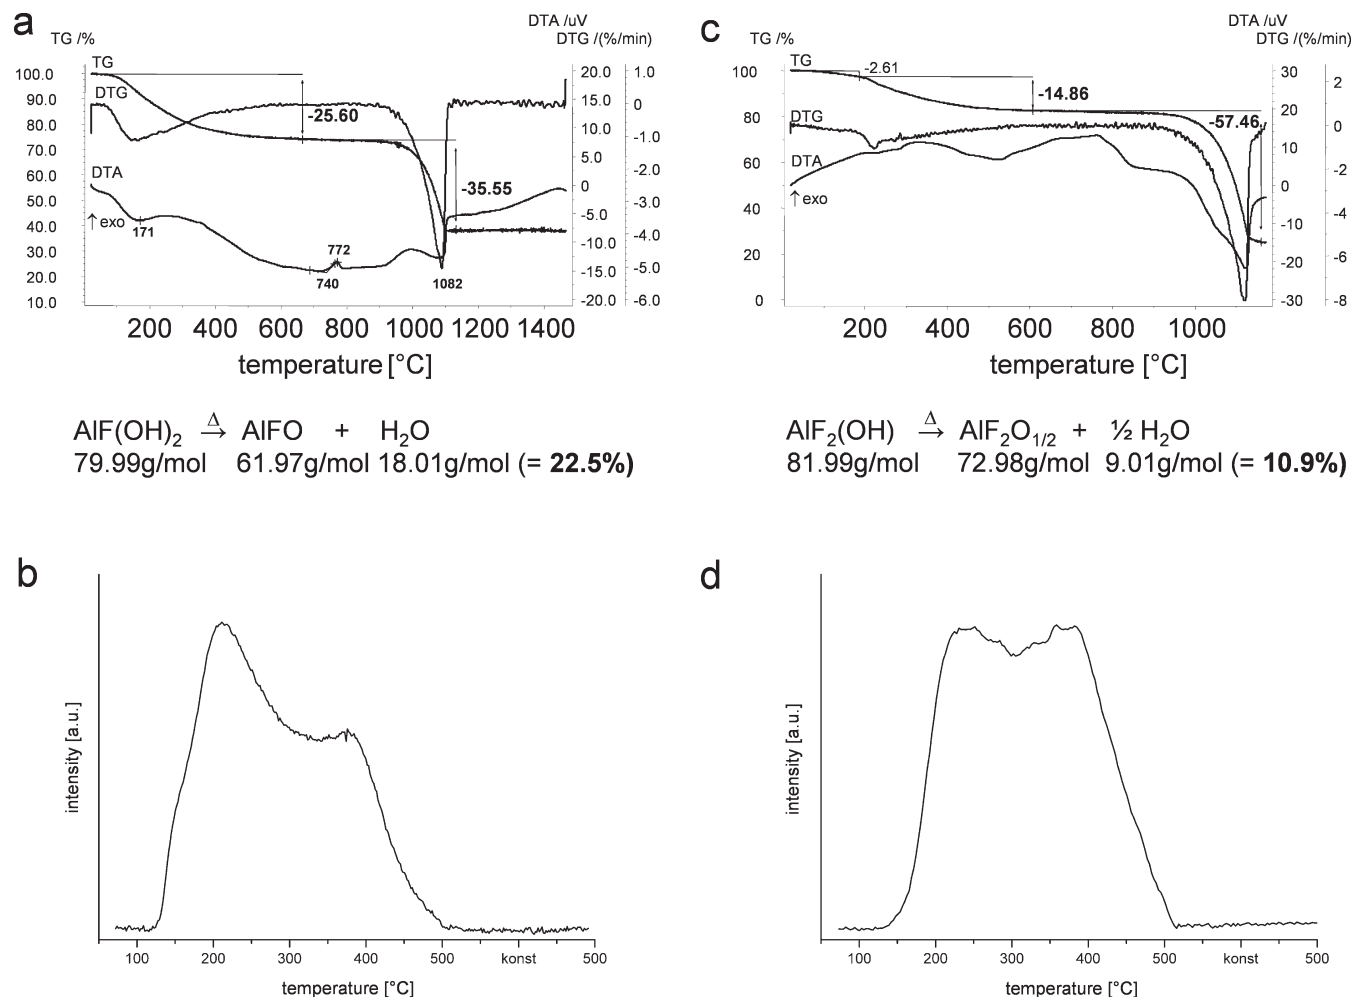 a
TG /%
DTA /uV
DTG /(%/min)
TG
DTG
DTA
↑ exo
100.0
90.0
80.0
70.0
60.0
50.0
40.0
30.0
20.0
10.0
-25.60
-35.55
171
772
740
1082
20.0
15.0
10.0
5.0
0
-5.0
-10.0
-15.0
-20.0
1.0
0
-1.0
-2.0
-3.0
-4.0
-5.0
-6.0
200 400 600 800 1000 1200 1400
temperature [°C]
AlF(OH)₂ Δ→ AlFO + H₂O
79.99g/mol 61.97g/mol 18.01g/mol (= 22.5%)
c
TG /%
DTA /uV
DTG /(%/min)
TG
DTG
DTA
↑ exo
100
80
60
40
20
0
-2.61
-14.86
-57.46
30
20
10
0
-10
-20
-30
2
0
-2
-4
-6
-8
200 400 600 800 1000
temperature [°C]
AlF₂(OH) Δ→ AlF₂O₁/₂ + ½ H₂O
81.99g/mol 72.98g/mol 9.01g/mol (= 10.9%)
b
intensity [a.u.]
100 200 300 400 500 konst 500
temperature [°C]
d
intensity [a.u.]
100 200 300 400 500 konst 500
temperature [°C]